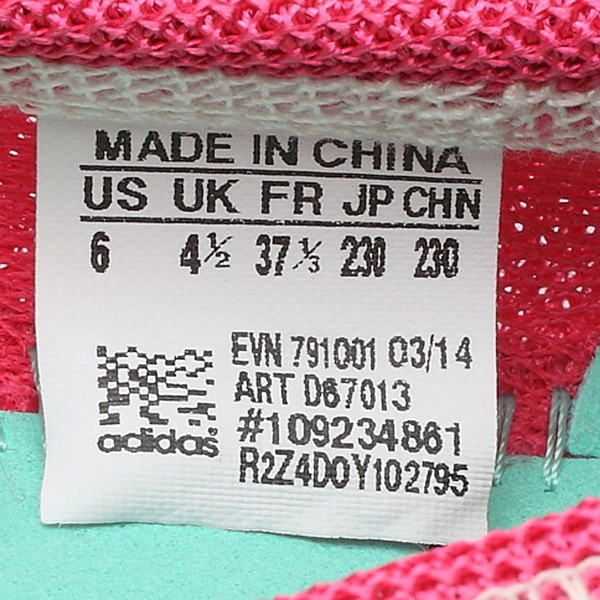 MADE IN CHINA
US UK FR JP CHN
6 4½ 37⅓ 230 230
EVN 791001 03/14
ART D67013
#109234861
R2Z4D0Y102795
adidas